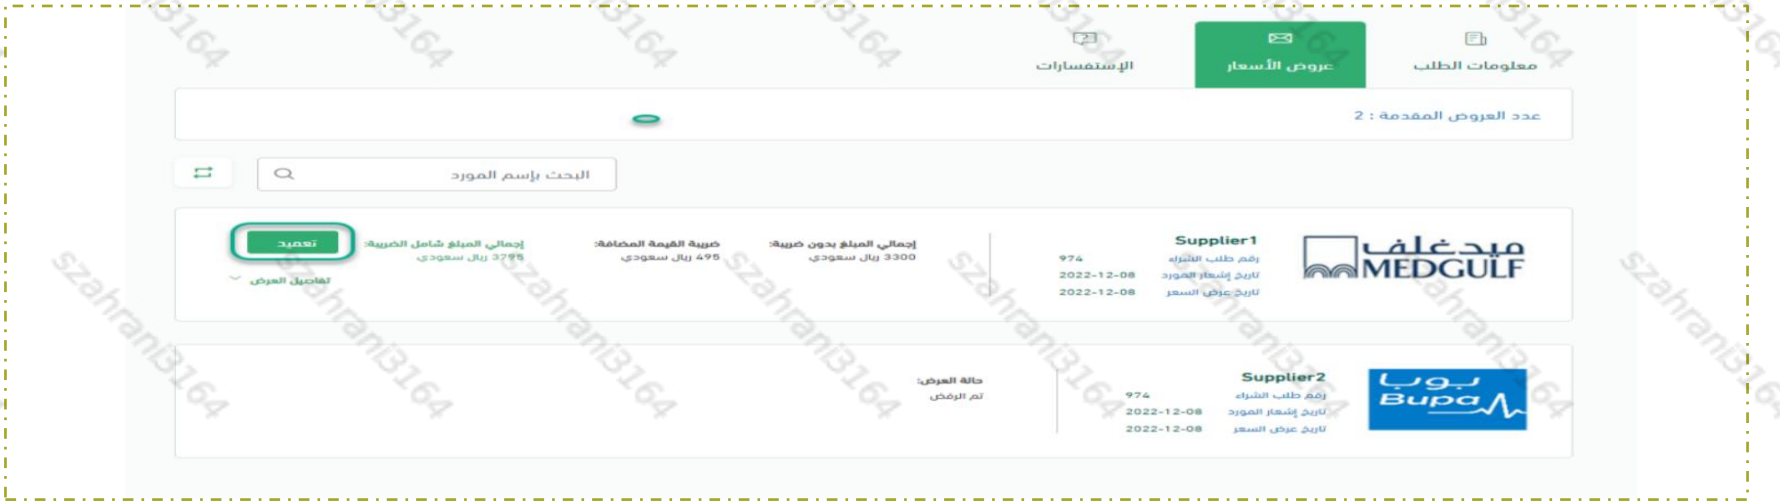 معلومات الطلب
عروض الأسعار
الإستفسارات
عدد العروض المقدمة : 2
البحث بإسم المورد
ميدغلف
MEDGULF
Supplier1
رقم طلب الشراء 974
تاريخ إشعار المورد 2022-12-08
تاريخ عرض السعر 2022-12-08
إجمالي المبلغ بدون ضريبة:
3300 ريال سعودي
ضريبة القيمة المضافة:
495 ريال سعودي
إجمالي المبلغ شامل الضريبة:
3795 ريال سعودي
تعميد
تفاصيل العرض
بوبا
Bupa
Supplier2
رقم طلب الشراء 974
تاريخ إشعار المورد 2022-12-08
تاريخ عرض السعر 2022-12-08
حالة العرض:
تم الرفض
szahrani3164